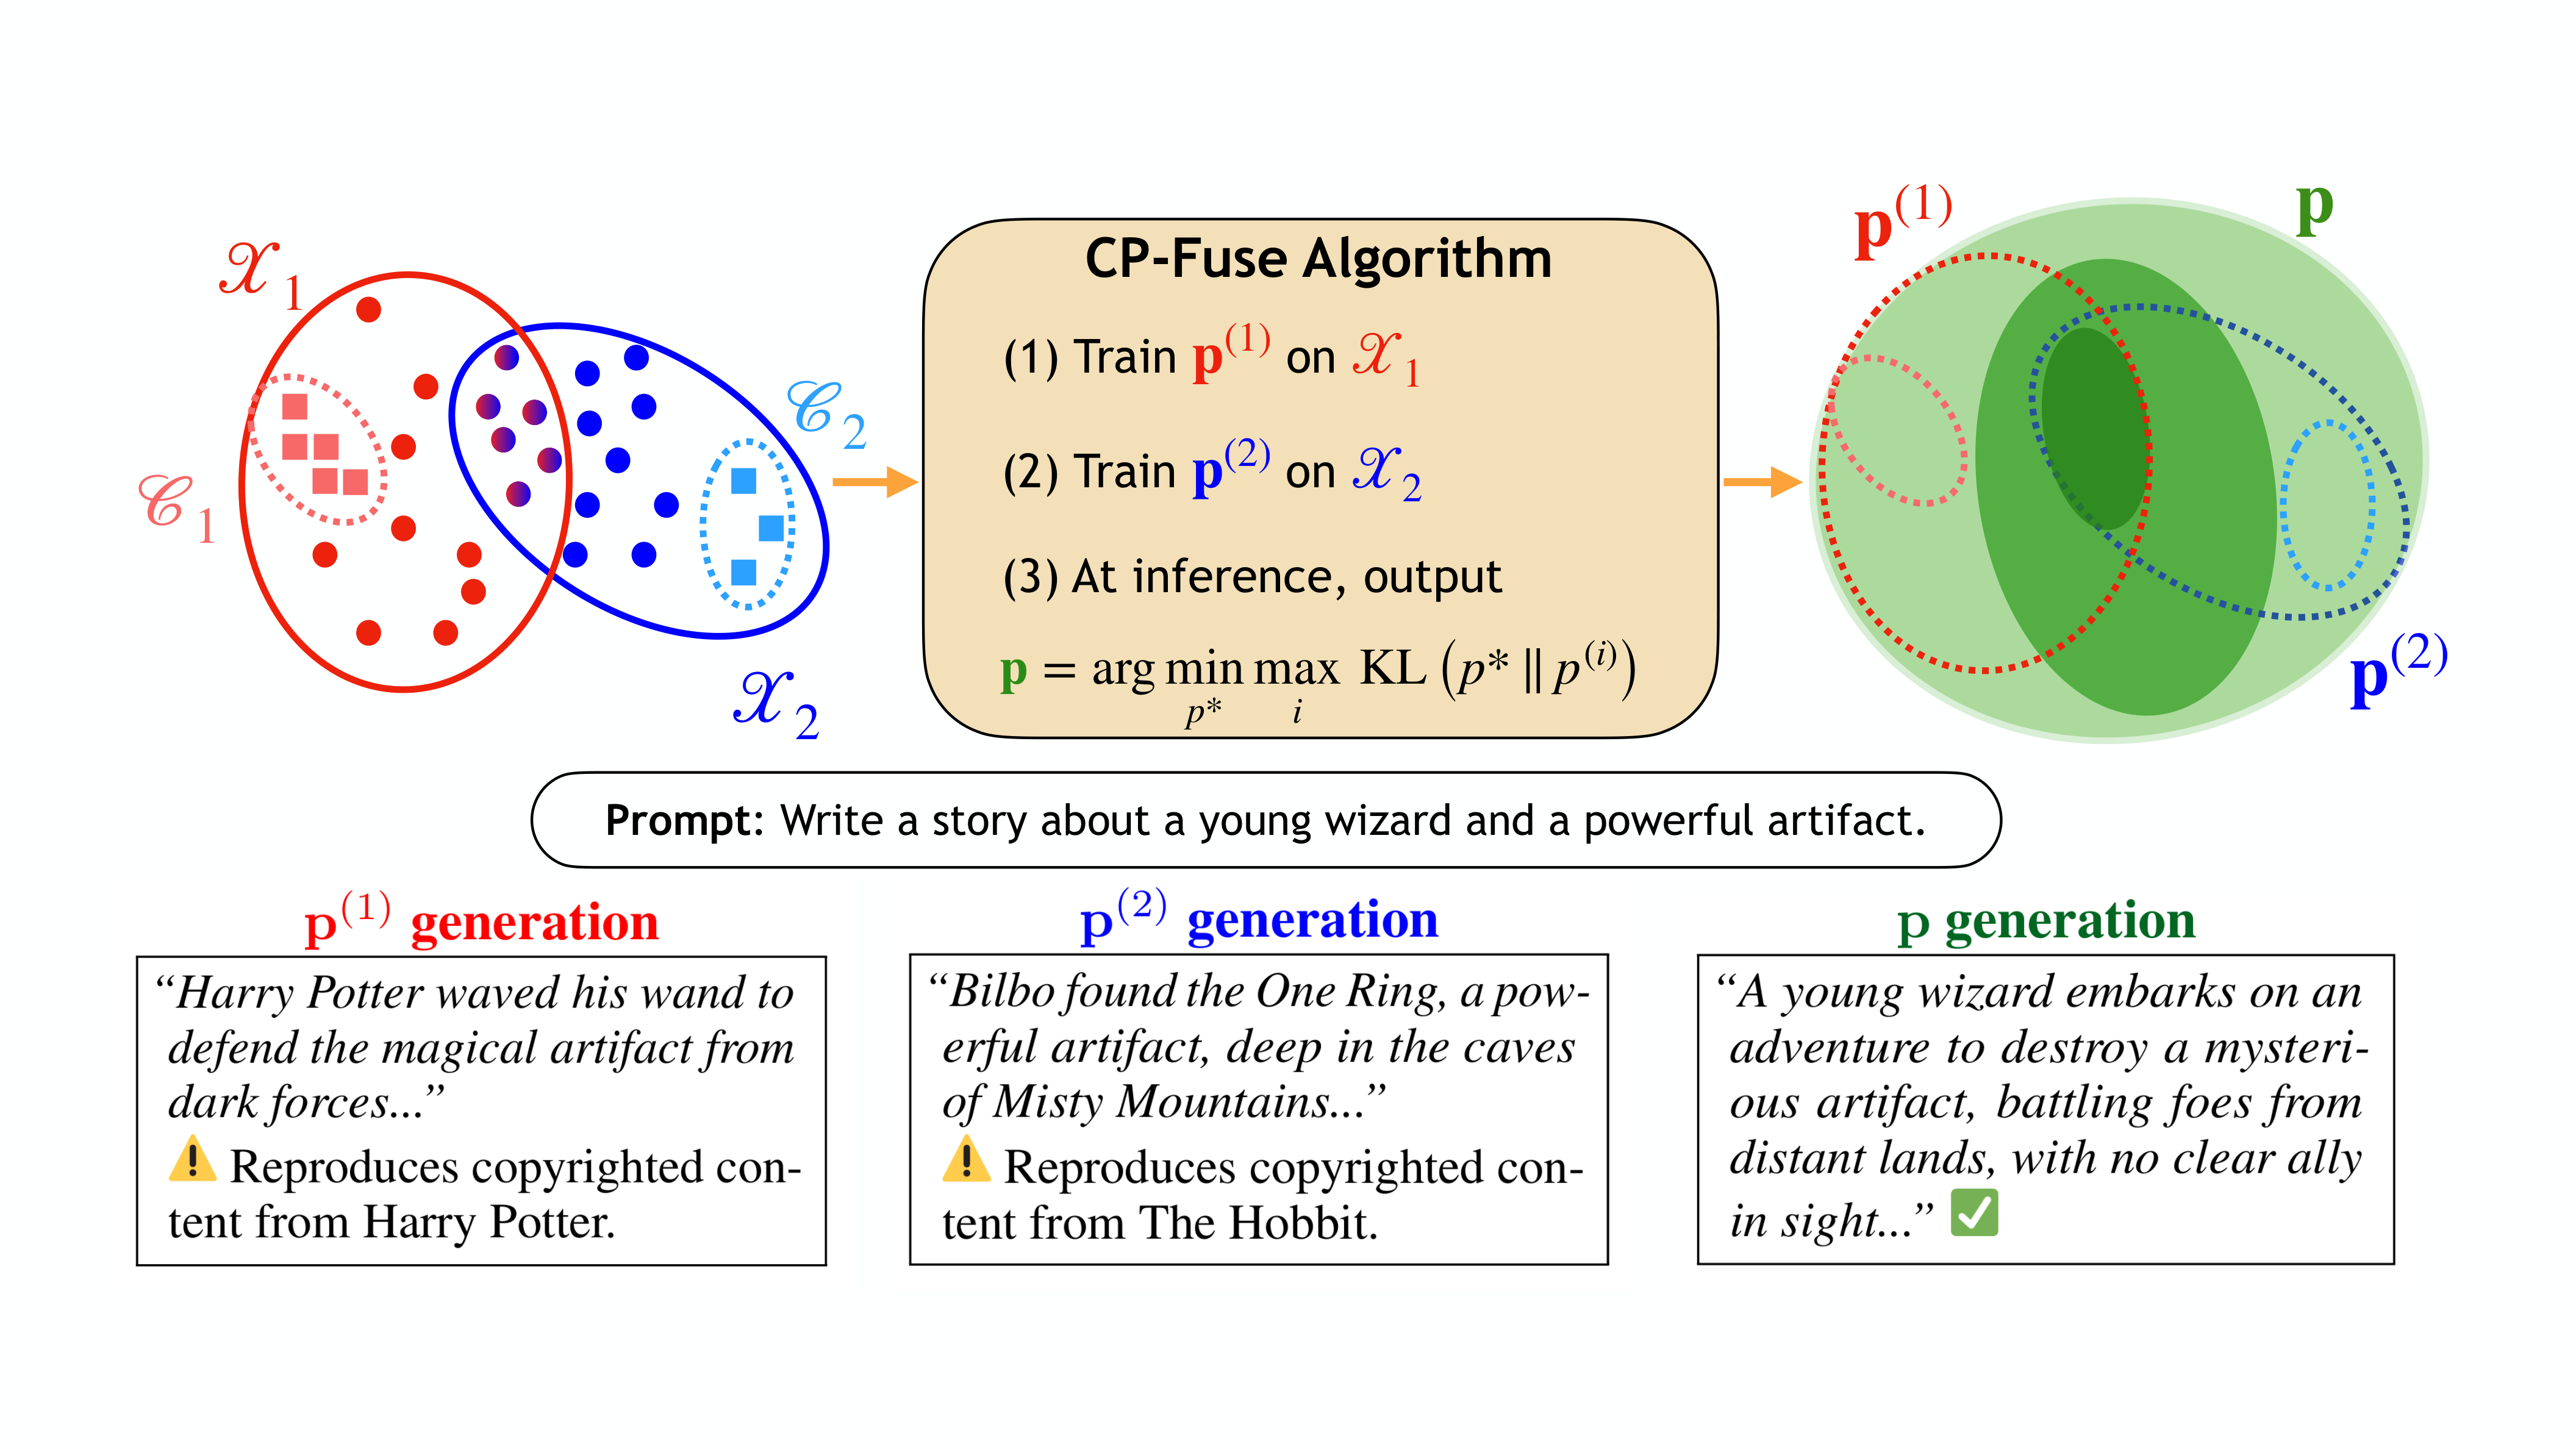 𝒳₁
𝒞₁
𝒞₂
𝒳₂
CP-Fuse Algorithm
(1) Train p⁽¹⁾ on 𝒳₁
(2) Train p⁽²⁾ on 𝒳₂
(3) At inference, output
p = arg min max KL (p* ∥ p⁽ⁱ⁾)
p* i
p⁽¹⁾
p
p⁽²⁾
Prompt: Write a story about a young wizard and a powerful artifact.
p⁽¹⁾ generation
“Harry Potter waved his wand to
defend the magical artifact from
dark forces...”
⚠️ Reproduces copyrighted con-
tent from Harry Potter.
p⁽²⁾ generation
“Bilbo found the One Ring, a pow-
erful artifact, deep in the caves
of Misty Mountains...”
⚠️ Reproduces copyrighted con-
tent from The Hobbit.
p generation
“A young wizard embarks on an
adventure to destroy a mysteri-
ous artifact, battling foes from
distant lands, with no clear ally
in sight...” ✅